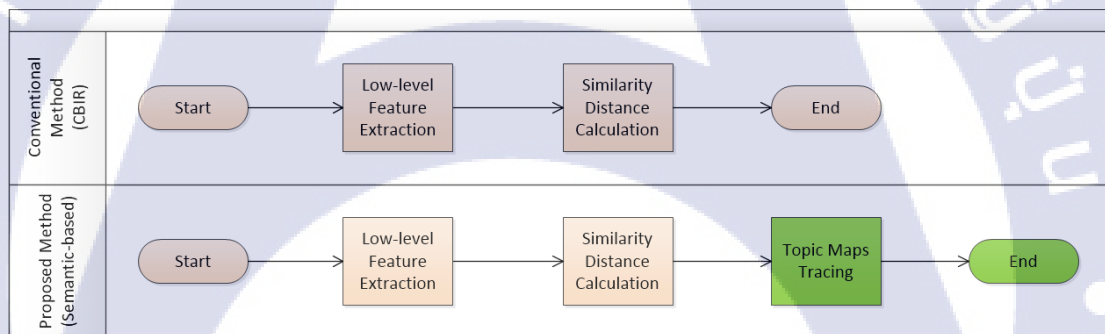 Conventional
Method
(CBIR)
Start
Low-level
Feature
Extraction
Similarity
Distance
Calculation
End
Proposed Method
(Semantic-based)
Start
Low-level
Feature
Extraction
Similarity
Distance
Calculation
Topic Maps
Tracing
End